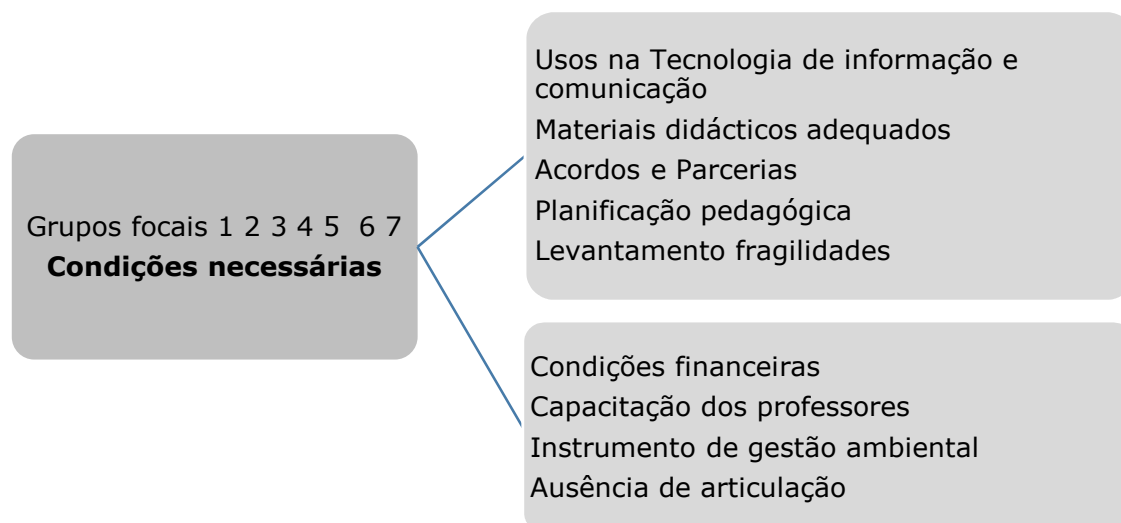 Grupos focais 1 2 3 4 5 6 7
Condições necessárias
Usos na Tecnologia de informação e
comunicação
Materiais didácticos adequados
Acordos e Parcerias
Planificação pedagógica
Levantamento fragilidades
Condições financeiras
Capacitação dos professores
Instrumento de gestão ambiental
Ausência de articulação